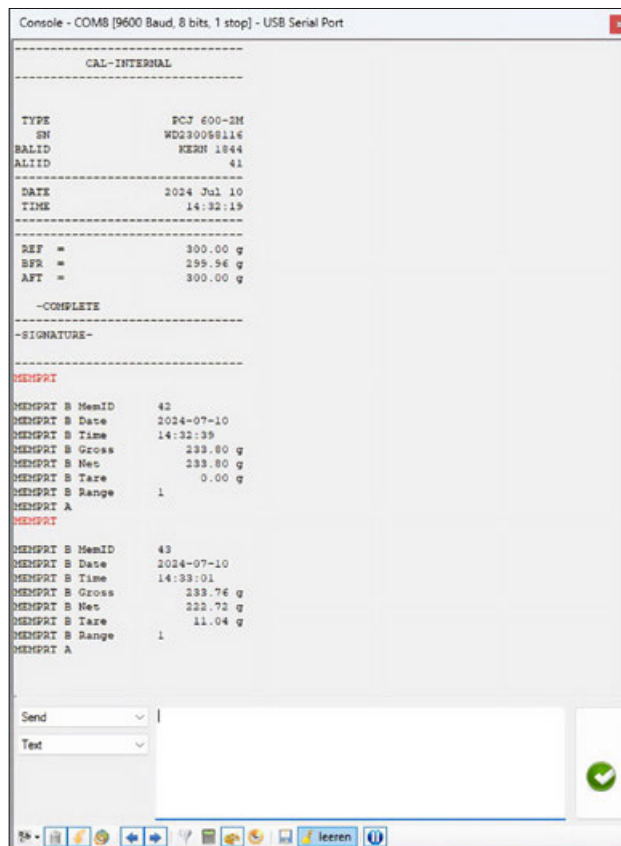 Console - COM8 [9600 Baud, 8 bits, 1 stop] - USB Serial Port
--------------------------------
CAL-INTERNAL
--------------------------------
TYPE PCJ 600-2M
SN WD230058116
BALID KERN 1844
ALIID 41
--------------------------------
DATE 2024 Jul 10
TIME 14:32:19
--------------------------------
--------------------------------
REF = 300.00 g
BFR = 299.96 g
AFT = 300.00 g
-COMPLETE
--------------------------------
-SIGNATURE-
--------------------------------
MEMPRT
MEMPRT B MemID 42
MEMPRT B Date 2024-07-10
MEMPRT B Time 14:32:39
MEMPRT B Gross 233.80 g
MEMPRT B Net 233.80 g
MEMPRT B Tare 0.00 g
MEMPRT B Range 1
MEMPRT A
MEMPRT
MEMPRT B MemID 43
MEMPRT B Date 2024-07-10
MEMPRT B Time 14:33:01
MEMPRT B Gross 233.76 g
MEMPRT B Net 222.72 g
MEMPRT B Tare 11.04 g
MEMPRT B Range 1
MEMPRT A
Send
Text
leeren